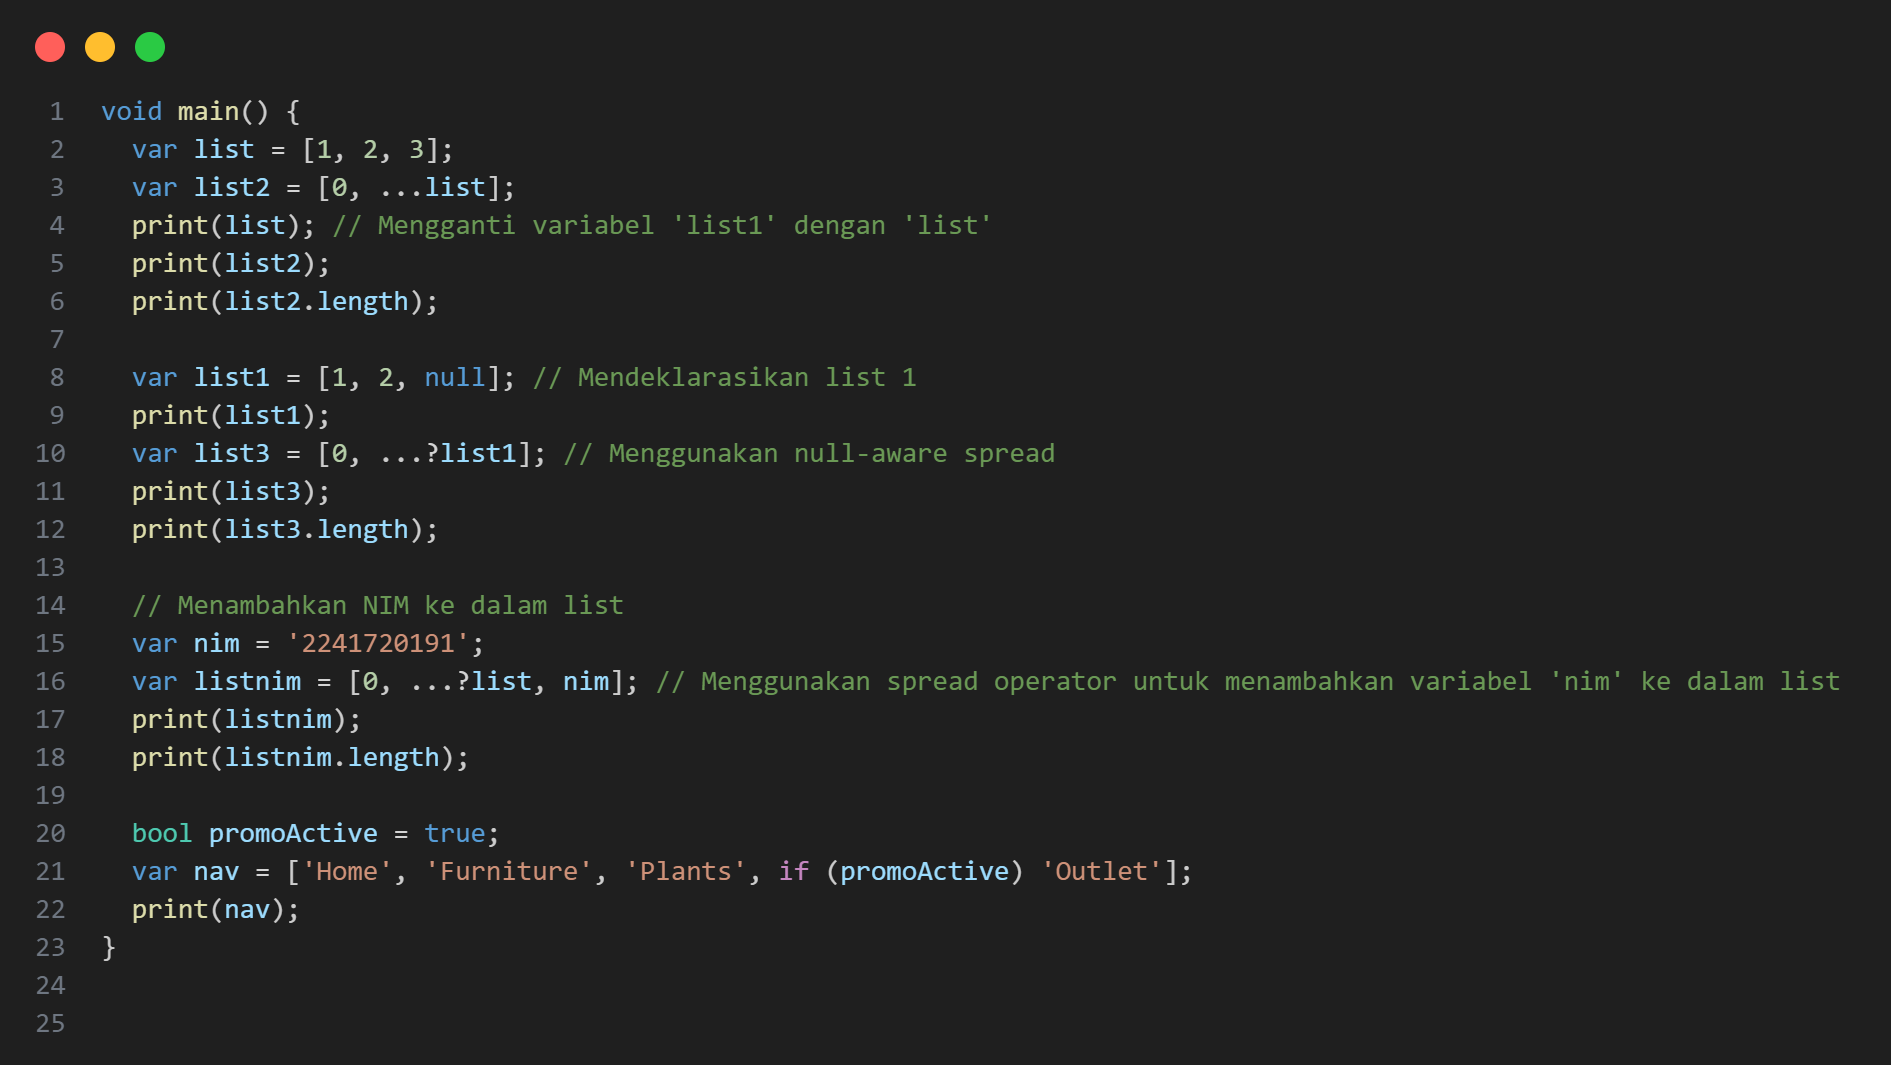 1 void main() {
2   var list = [1, 2, 3];
3   var list2 = [0, ...list];
4   print(list); // Mengganti variabel 'list1' dengan 'list'
5   print(list2);
6   print(list2.length);
7
8   var list1 = [1, 2, null]; // Mendeklarasikan list 1
9   print(list1);
10   var list3 = [0, ...?list1]; // Menggunakan null-aware spread
11   print(list3);
12   print(list3.length);
13
14   // Menambahkan NIM ke dalam list
15   var nim = '2241720191';
16   var listnim = [0, ...?list, nim]; // Menggunakan spread operator untuk menambahkan variabel 'nim' ke dalam list
17   print(listnim);
18   print(listnim.length);
19
20   bool promoActive = true;
21   var nav = ['Home', 'Furniture', 'Plants', if (promoActive) 'Outlet'];
22   print(nav);
23 }
24
25